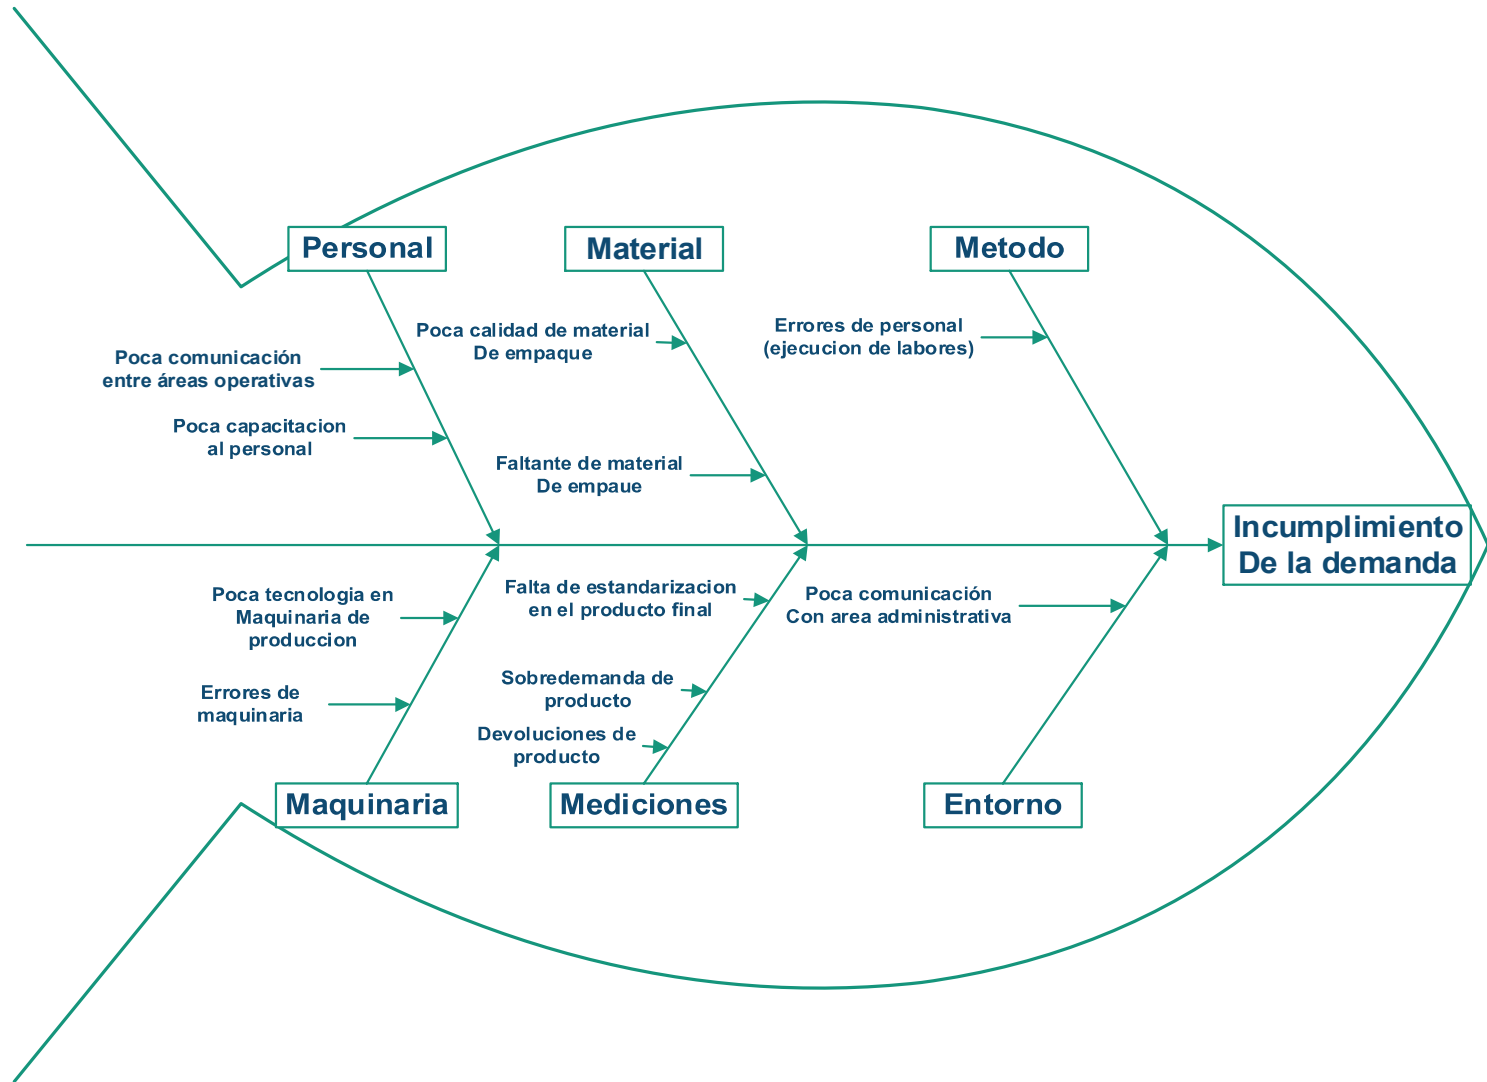 Personal
Material
Metodo
Poca calidad de material
De empaque
Errores de personal
(ejecucion de labores)
Poca comunicación
entre áreas operativas
Poca capacitacion
al personal
Faltante de material
De empaue
Incumplimiento
De la demanda
Poca tecnologia en
Maquinaria de
produccion
Falta de estandarizacion
en el producto final
Poca comunicación
Con area administrativa
Errores de
maquinaria
Sobredemanda de
producto
Devoluciones de
producto
Maquinaria
Mediciones
Entorno